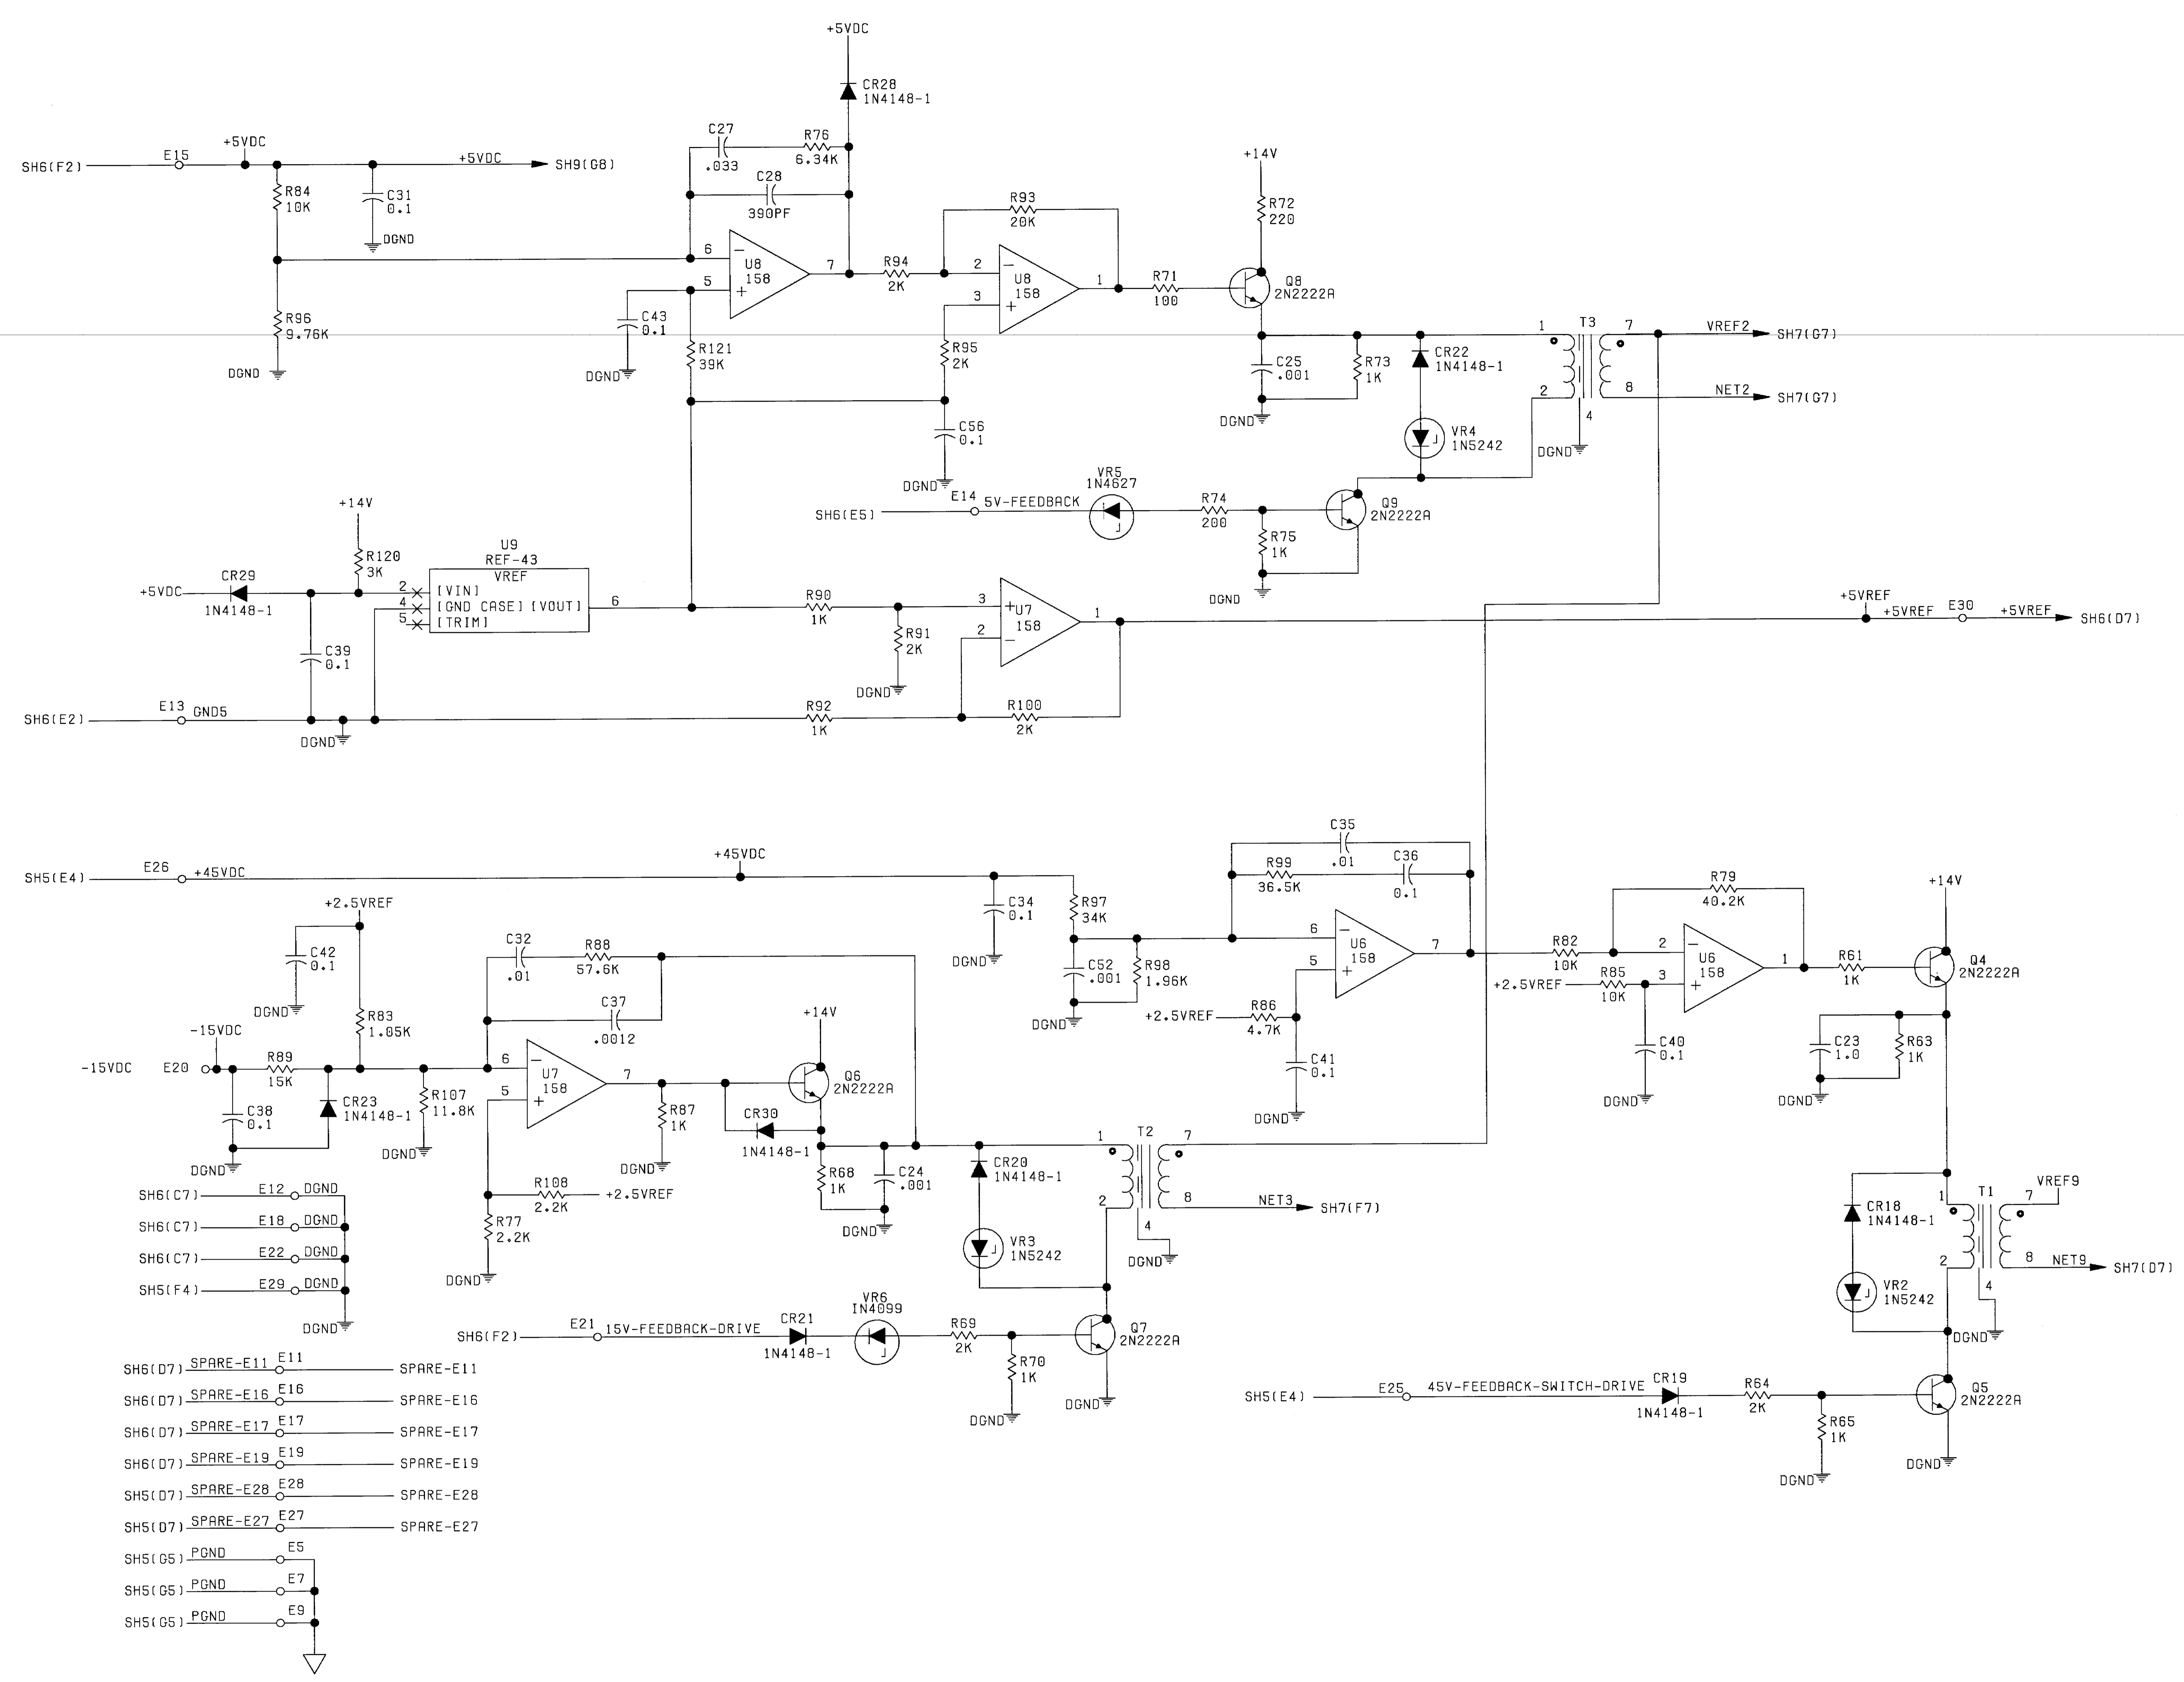 +5VDC
CR28
1N4148-1
C27
.033
R76
6.34K
C28
390PF
SH6(F2)
E15
+5VDC
+5VDC
SH9(G8)
R84
10K
C31
0.1
DGND
R96
9.76K
DGND
6
5
7
U8
158
C43
0.1
DGND
R121
39K
R94
2K
R93
20K
2
3
1
U8
158
R95
2K
C56
0.1
DGND
R71
100
+14V
R72
220
Q8
2N2222A
C25
.001
DGND
R73
1K
CR22
1N4148-1
VR4
1N5242
1
2
T3
4
DGND
7
8
VREF2
SH7(G7)
NET2
SH7(G7)
SH6(E5)
E14
5V-FEEDBACK
VR5
1N4627
R74
200
R75
1K
DGND
Q9
2N2222A
+14V
R120
3K
U9
REF-43
VREF
[VIN]
[GND CASE] [VOUT]
[TRIM]
2
4
5
6
+5VDC
CR29
1N4148-1
C39
0.1
R90
1K
R91
2K
DGND
3
2
1
U7
158
+5VREF
+5VREF
E30
+5VREF
SH6(D7)
SH6(E2)
E13
GND5
DGND
R92
1K
R100
2K
SH5(E4)
E26
+45VDC
+45VDC
C34
0.1
DGND
R97
34K
C52
.001
DGND
R98
1.96K
C35
.01
R99
36.5K
C36
0.1
6
5
7
U6
158
+2.5VREF
R86
4.7K
C41
0.1
DGND
R82
10K
R79
40.2K
2
3
1
U6
158
+2.5VREF
R85
10K
C40
0.1
DGND
R61
1K
+14V
Q4
2N2222A
C23
1.0
DGND
R63
1K
+2.5VREF
C42
0.1
DGND
R83
1.05K
C32
.01
R88
57.6K
C37
.0012
-15VDC
-15VDC
E20
R89
15K
C38
0.1
DGND
CR23
1N4148-1
R107
11.8K
DGND
6
5
7
U7
158
R108
2.2K
+2.5VREF
R77
2.2K
DGND
R87
1K
DGND
+14V
Q6
2N2222A
CR30
1N4148-1
R68
1K
C24
.001
DGND
CR20
1N4148-1
VR3
1N5242
1
2
T2
4
DGND
7
8
NET3
SH7(F7)
CR18
1N4148-1
VR2
1N5242
1
2
T1
4
DGND
7
8
VREF9
NET9
SH7(D7)
SH6(C7)
E12
DGND
SH6(C7)
E18
DGND
SH6(C7)
E22
DGND
SH5(F4)
E29
DGND
DGND
SH6(F2)
E21
15V-FEEDBACK-DRIVE
CR21
1N4148-1
VR6
IN4099
R69
2K
R70
1K
DGND
Q7
2N2222A
DGND
SH5(E4)
E25
45V-FEEDBACK-SWITCH-DRIVE
CR19
1N4148-1
R64
2K
R65
1K
DGND
Q5
2N2222A
DGND
SH6(D7)
SPARE-E11
E11
SPARE-E11
SH6(D7)
SPARE-E16
E16
SPARE-E16
SH6(D7)
SPARE-E17
E17
SPARE-E17
SH6(D7)
SPARE-E19
E19
SPARE-E19
SH5(D7)
SPARE-E28
E28
SPARE-E28
SH5(D7)
SPARE-E27
E27
SPARE-E27
SH5(G5)
PGND
E5
SH5(G5)
PGND
E7
SH5(G5)
PGND
E9